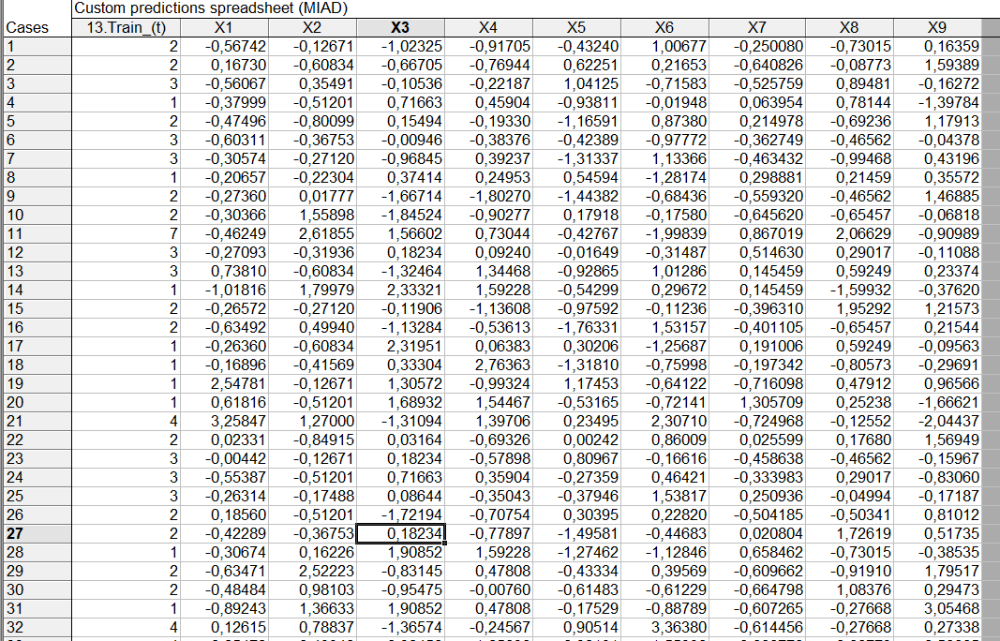 Custom predictions spreadsheet (MIAD)
Cases 13.Train_(t) X1 X2 X3 X4 X5 X6 X7 X8 X9
1 2 -0,56742 -0,12671 -1,02325 -0,91705 -0,43240 1,00677 -0,250080 -0,73015 0,16359
2 2 0,16730 -0,60834 -0,66705 -0,76944 0,62251 0,21653 -0,640826 -0,08773 1,59389
3 3 -0,56067 0,35491 -0,10536 -0,22187 1,04125 -0,71583 -0,525759 0,89481 -0,16272
4 1 -0,37999 -0,51201 0,71663 0,45904 -0,93811 -0,01948 0,063954 0,78144 -1,39784
5 2 -0,47496 -0,80099 0,15494 -0,19330 -1,16591 0,87380 0,214978 -0,69236 1,17913
6 3 -0,60311 -0,36753 -0,00946 -0,38376 -0,42389 -0,97772 -0,362749 -0,46562 -0,04378
7 3 -0,30574 -0,27120 -0,96845 0,39237 -1,31337 1,13366 -0,463432 -0,99468 0,43196
8 1 -0,20657 -0,22304 0,37414 0,24953 0,54594 -1,28174 0,298881 0,21459 0,35572
9 2 -0,27360 0,01777 -1,66714 -1,80270 -1,44382 -0,68436 -0,559320 -0,46562 1,46885
10 2 -0,30366 1,55898 -1,84524 -0,90277 0,17918 -0,17580 -0,645620 -0,65457 -0,06818
11 7 -0,46249 2,61855 1,56602 0,73044 -0,42767 -1,99839 0,867019 2,06629 -0,90989
12 3 -0,27093 -0,31936 0,18234 0,09240 -0,01649 -0,31487 0,514630 0,29017 -0,11088
13 3 0,73810 -0,60834 -1,32464 1,34468 -0,92865 1,01286 0,145459 0,59249 0,23374
14 1 -1,01816 1,79979 2,33321 1,59228 -0,54299 0,29672 0,145459 -1,59932 -0,37620
15 2 -0,26572 -0,27120 -0,11906 -1,13608 -0,97592 -0,11236 -0,396310 1,95292 1,21573
16 2 -0,63492 0,49940 -1,13284 -0,53613 -1,76331 1,53157 -0,401105 -0,65457 0,21544
17 1 -0,26360 -0,60834 2,31951 0,06383 0,30206 -1,25687 0,191006 0,59249 -0,09563
18 1 -0,16896 -0,41569 0,33304 2,76363 -1,31810 -0,75998 -0,197342 -0,80573 -0,29691
19 1 2,54781 -0,12671 1,30572 -0,99324 1,17453 -0,64122 -0,716098 0,47912 0,96566
20 1 0,61816 -0,51201 1,68932 1,54467 -0,53165 -0,72141 1,305709 0,25238 -1,66621
21 4 3,25847 1,27000 -1,31094 1,39706 0,23495 2,30710 -0,724968 -0,12552 -2,04437
22 2 0,02331 -0,84915 0,03164 -0,69326 0,00242 0,86009 0,025599 0,17680 1,56949
23 3 -0,00442 -0,12671 0,18234 -0,57898 0,80967 -0,16616 -0,458638 -0,46562 -0,15967
24 3 -0,55387 -0,51201 0,71663 0,35904 -0,27359 0,46421 -0,333983 0,29017 -0,83060
25 3 -0,26314 -0,17488 0,08644 -0,35043 -0,37946 1,53817 0,250936 -0,04994 -0,17187
26 2 0,18560 -0,51201 -1,72194 -0,70754 0,30395 0,22820 -0,504185 -0,50341 0,81012
27 2 -0,42289 -0,36753 0,18234 -0,77897 -1,49581 -0,44683 0,020804 1,72619 0,51735
28 1 -0,30674 0,16226 1,90852 1,59228 -1,27462 -1,12846 0,658462 -0,73015 -0,38535
29 2 -0,63471 2,52223 -0,83145 0,47808 -0,43334 0,39569 -0,609662 -0,91910 1,79517
30 2 -0,48484 0,98103 -0,95475 -0,00760 -0,61483 -0,61229 -0,664798 1,08376 0,29473
31 1 -0,89243 1,36633 1,90852 0,47808 -0,17529 -0,88789 -0,607265 -0,27668 3,05468
32 4 0,12615 0,78837 -1,36574 -0,24567 0,90514 3,36380 -0,614456 -0,27668 0,27338